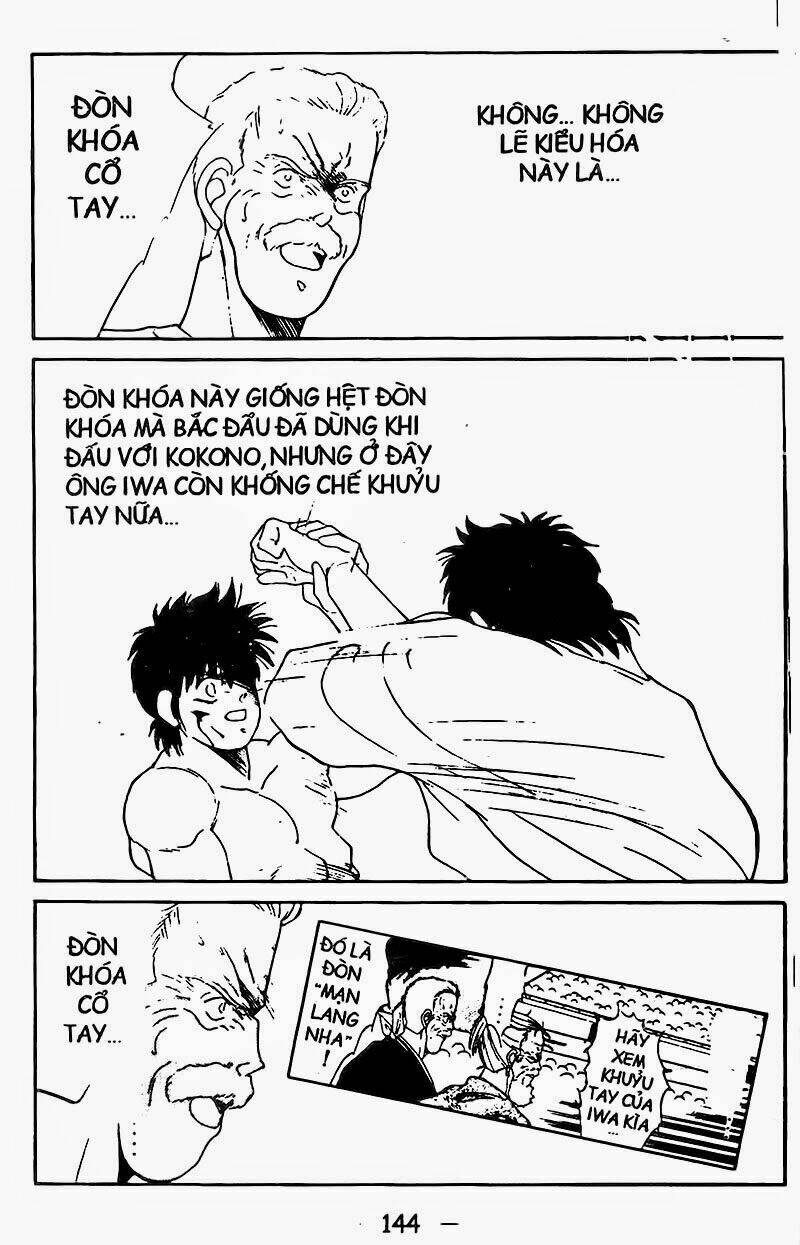 ĐÒN
KHÓA
CỔ
TAY...
KHÔNG... KHÔNG
LẼ KIỂU HÓA
NÀY LÀ...
ĐÒN KHÓA NÀY GIỐNG HỆT ĐÒN
KHÓA MÀ BẮC ĐẨU ĐÃ DÙNG KHI
ĐẤU VỚI KOKONO, NHƯNG Ở ĐÂY
ÔNG IWA CÒN KHỐNG CHẾ KHUỶU
TAY NỮA...
ĐÒN
KHÓA
CỔ
TAY...
ĐÓ LÀ
ĐÒN
"MẠN
LANG
NHA"
!
HÃY
XEM
KHUỶU
TAY CỦA
IWA KÌA
...
144 –